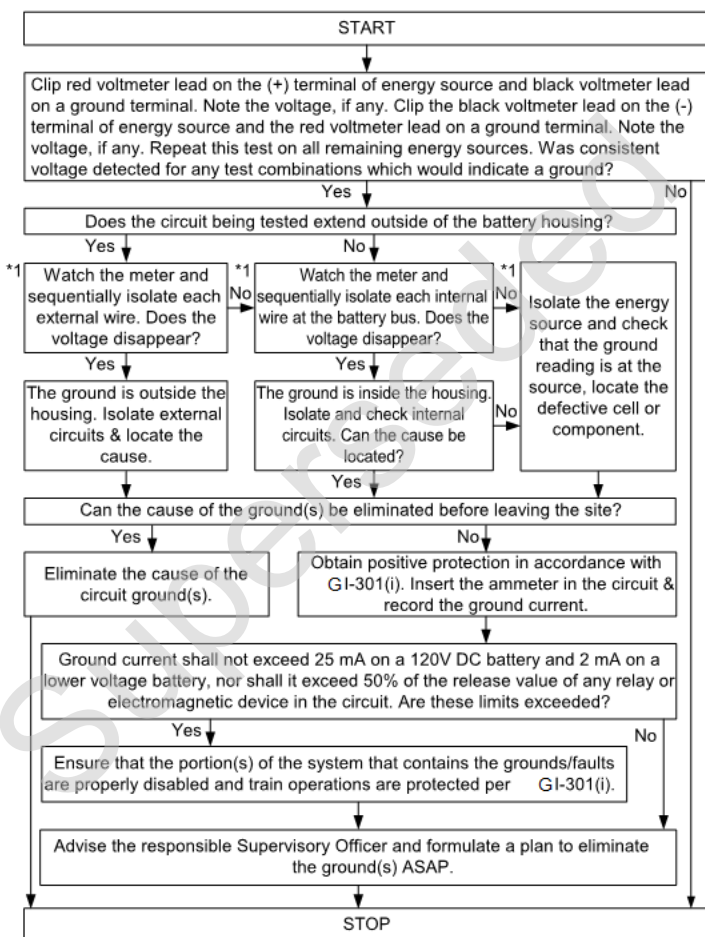 START
Clip red voltmeter lead on the (+) terminal of energy source and black voltmeter lead
on a ground terminal. Note the voltage, if any. Clip the black voltmeter lead on the (-)
terminal of energy source and the red voltmeter lead on a ground terminal. Note the
voltage, if any. Repeat this test on all remaining energy sources. Was consistent
voltage detected for any test combinations which would indicate a ground?
Yes
No
Does the circuit being tested extend outside of the battery housing?
Yes
No
*1
Watch the meter and
sequentially isolate each
external wire. Does the
voltage disappear?
No
*1
Watch the meter and
sequentially isolate each internal
wire at the battery bus. Does the
voltage disappear?
No
*1
Isolate the energy
source and check
that the ground
reading is at the
source, locate the
defective cell or
component.
Yes
Yes
The ground is outside the
housing. Isolate external
circuits & locate the
cause.
The ground is inside the housing.
Isolate and check internal
circuits. Can the cause be
located?
No
Yes
Can the cause of the ground(s) be eliminated before leaving the site?
Yes
No
Eliminate the cause of the
circuit ground(s).
Obtain positive protection in accordance with
GI-301(i). Insert the ammeter in the circuit &
record the ground current.
Ground current shall not exceed 25 mA on a 120V DC battery and 2 mA on a
lower voltage battery, nor shall it exceed 50% of the release value of any relay or
electromagnetic device in the circuit. Are these limits exceeded?
Yes
No
Ensure that the portion(s) of the system that contains the grounds/faults
are properly disabled and train operations are protected per GI-301(i).
Advise the responsible Supervisory Officer and formulate a plan to eliminate
the ground(s) ASAP.
STOP
Superseded